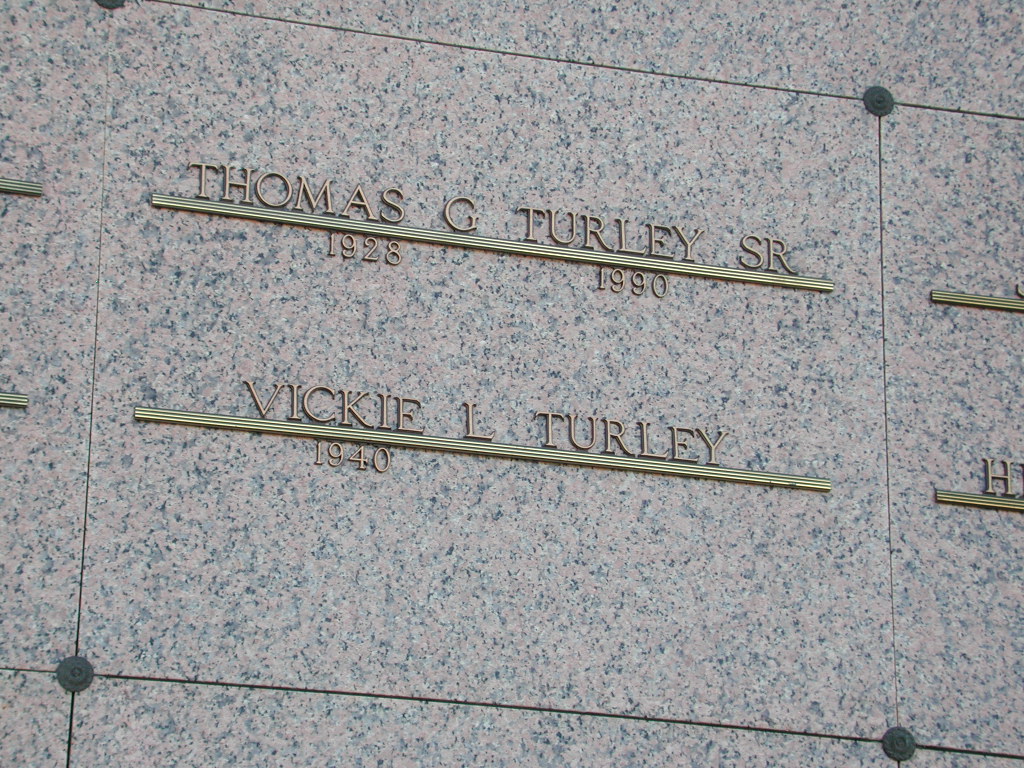 THOMAS G TURLEY SR
1928 1990
VICKIE L TURLEY
1940